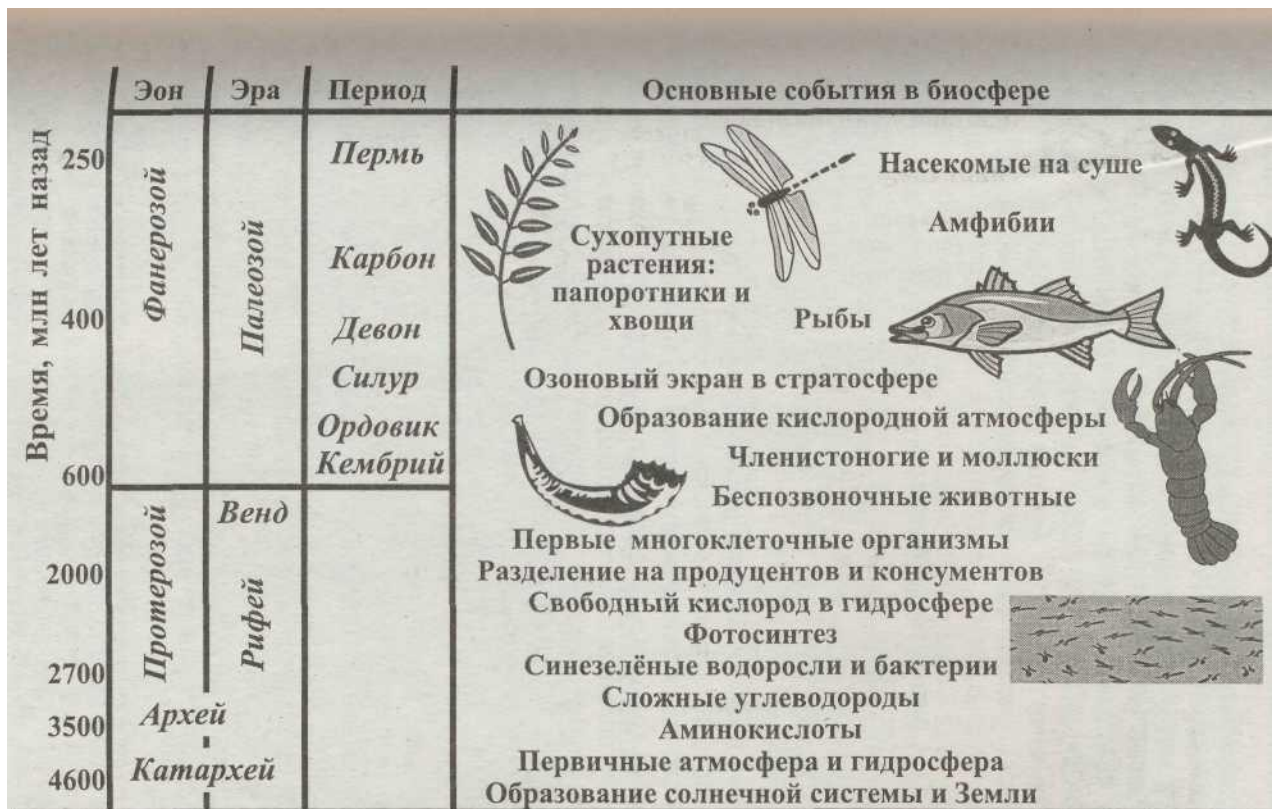 Эон Эра Период Основные события в биосфере
Время, млн лет назад
250
400
600
2000
2700
3500
4600
Фанерозой
Протерозой
Архей
Катархей
Палеозой
Венд
Рифей
Пермь
Карбон
Девон
Силур
Ордовик
Кембрий
Насекомые на суше
Амфибии
Сухопутные
растения:
папоротники и
хвощи
Рыбы
Озоновый экран в стратосфере
Образование кислородной атмосферы
Членистоногие и моллюски
Беспозвоночные животные
Первые многоклеточные организмы
Разделение на продуцентов и консументов
Свободный кислород в гидросфере
Фотосинтез
Синезелёные водоросли и бактерии
Сложные углеводороды
Аминокислоты
Первичные атмосфера и гидросфера
Образование солнечной системы и Земли